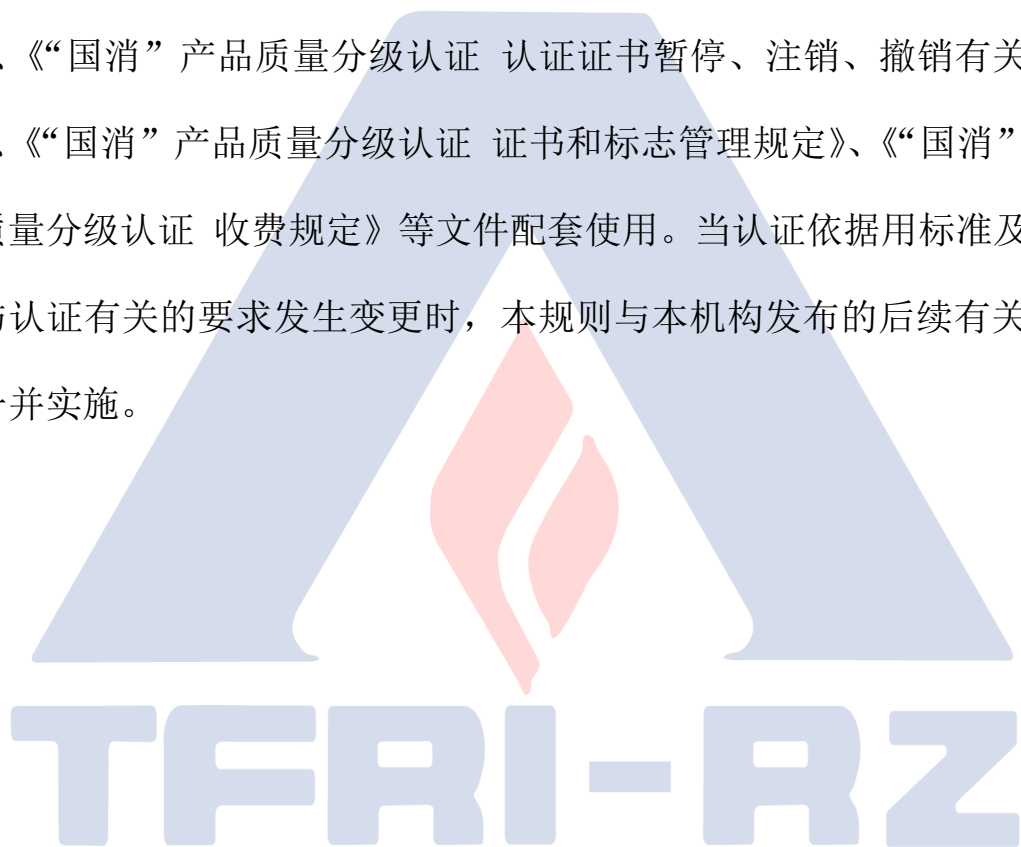 、《“国消”产品质量分级认证 认证证书暂停、注销、撤销有关
、《“国消”产品质量分级认证 证书和标志管理规定》、《“国消”
质量分级认证 收费规定》等文件配套使用。当认证依据用标准及
与认证有关的要求发生变更时，本规则与本机构发布的后续有关
并实施。
TFRI-RZ